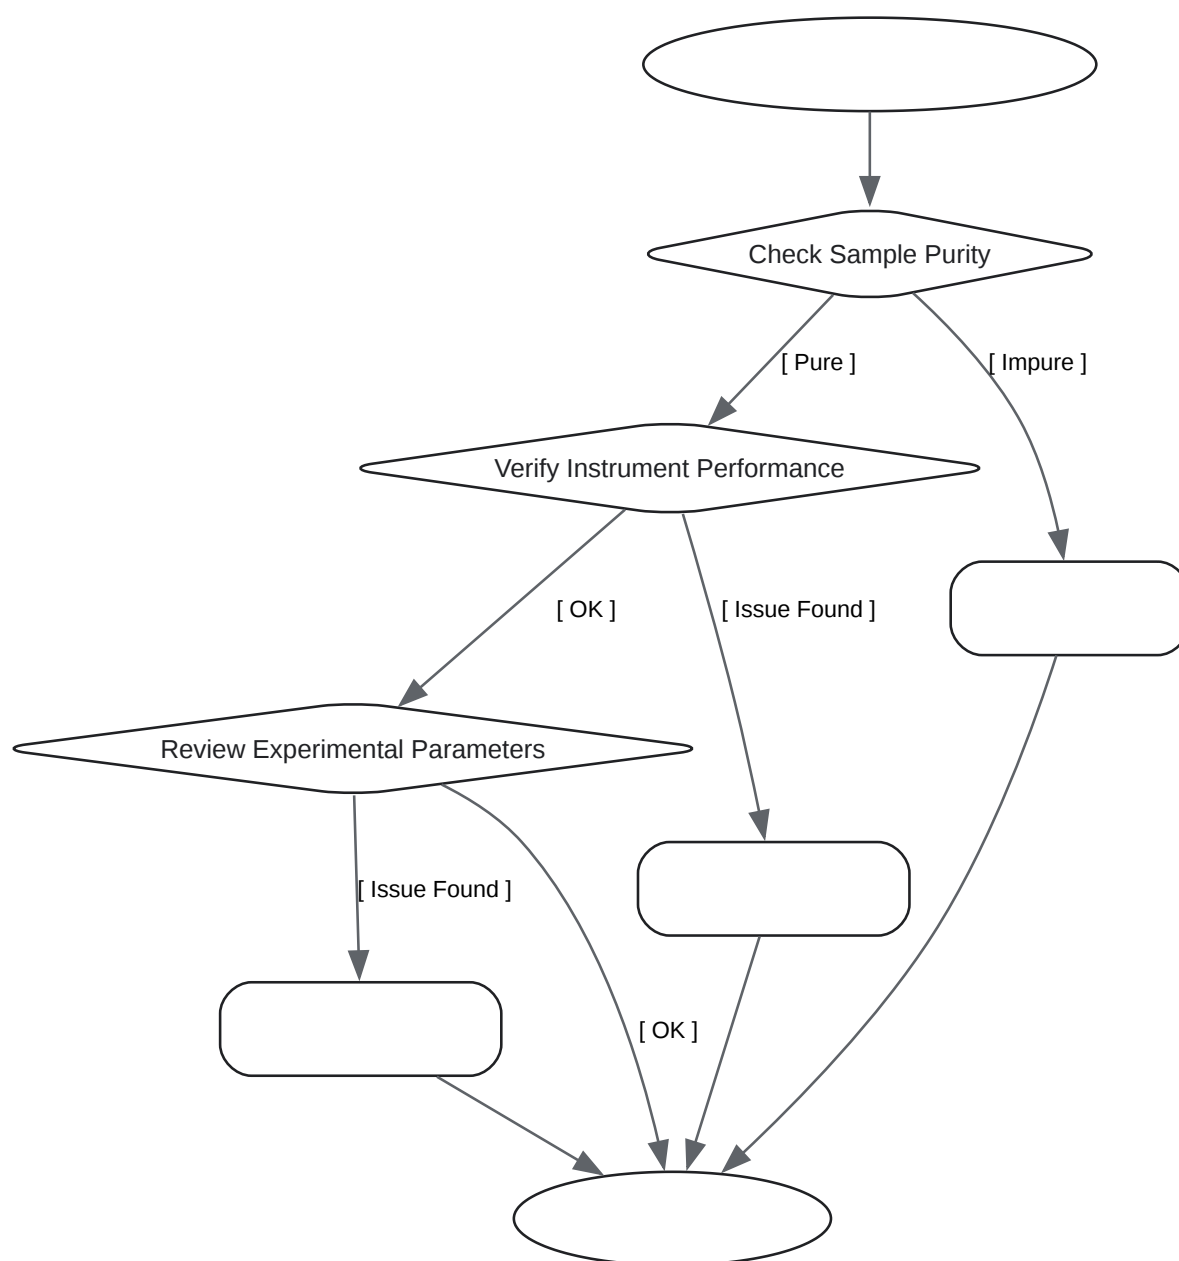 Check Sample Purity
[ Pure ]
[ Impure ]
Verify Instrument Performance
[ OK ]
[ Issue Found ]
Review Experimental Parameters
[ Issue Found ]
[ OK ]